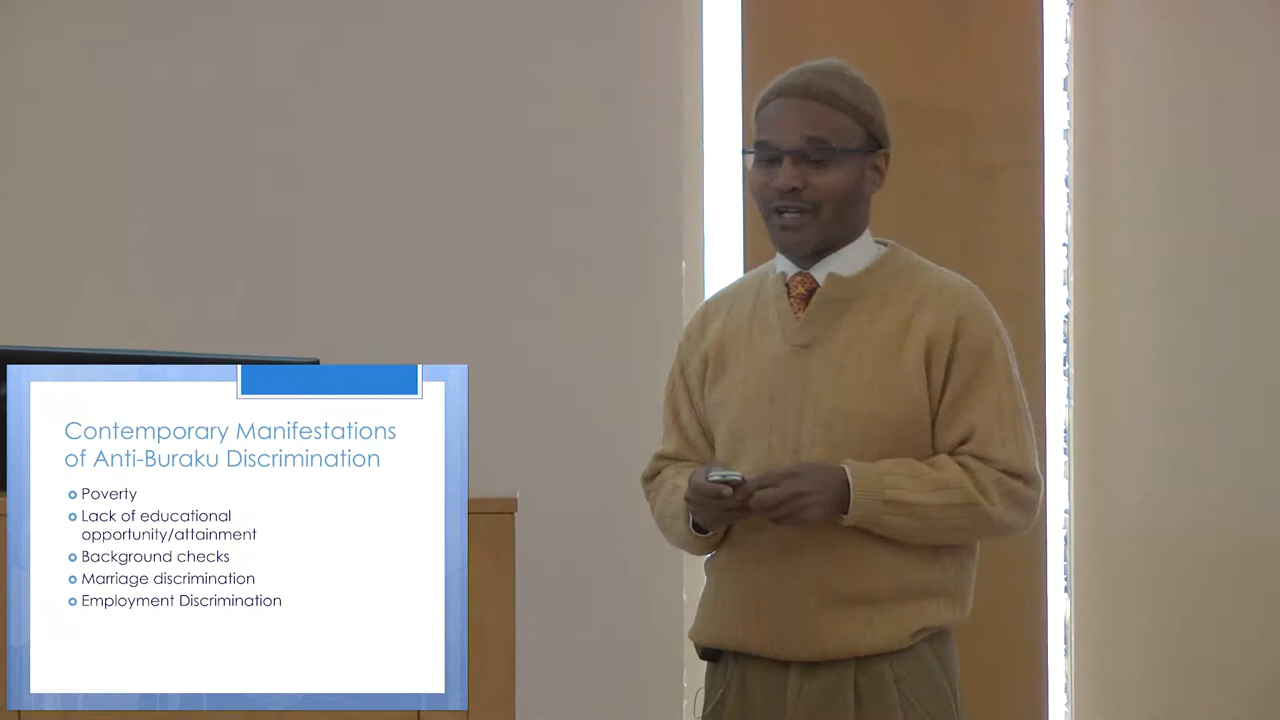 Contemporary Manifestations
of Anti-Buraku Discrimination
Poverty
Lack of educational
opportunity/attainment
Background checks
Marriage discrimination
Employment Discrimination